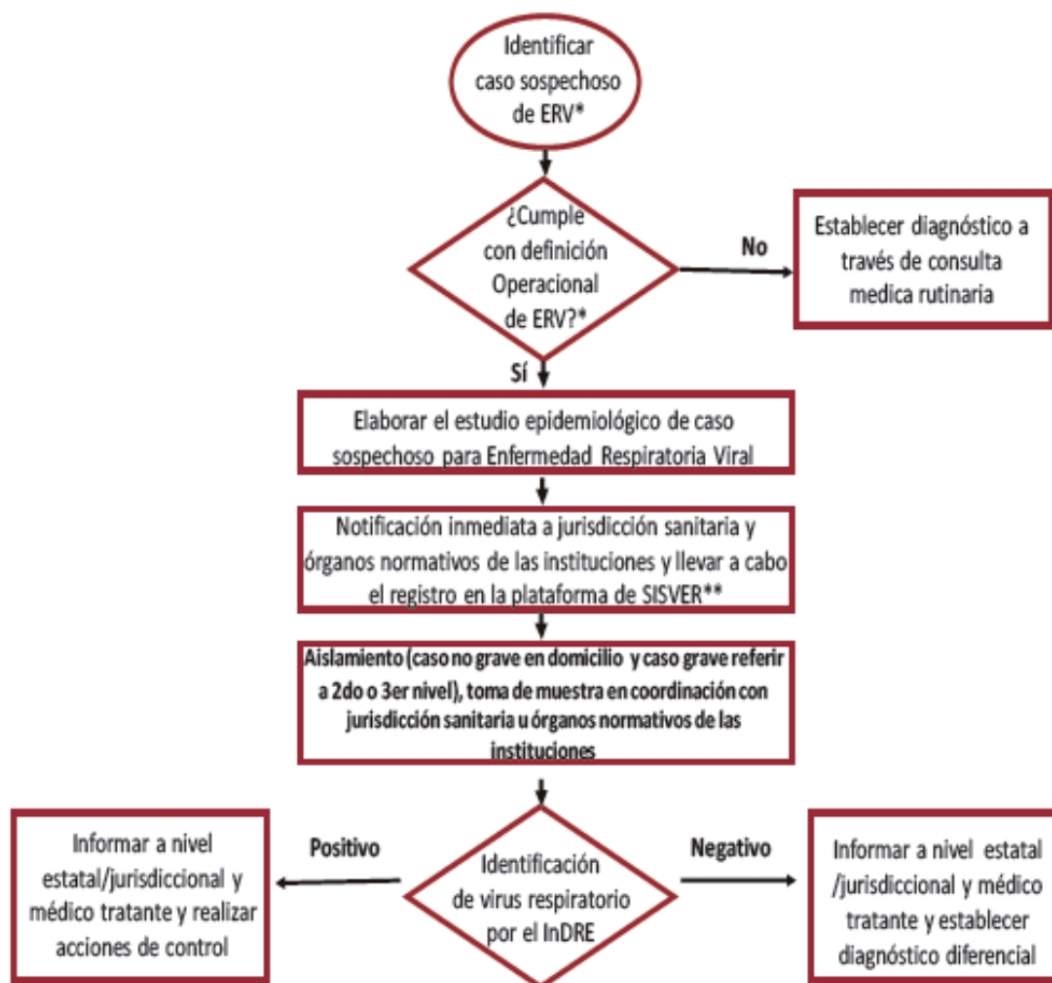 Identificar
caso sospechoso
de ERV*
¿Cumple
con definición
Operacional
de ERV?*
No
Establecer diagnóstico a
través de consulta
medica rutinaria
Sí
Elaborar el estudio epidemiológico de caso
sospechoso para Enfermedad Respiratoria Viral
Notificación inmediata a jurisdicción sanitaria y
órganos normativos de las instituciones y llevar a cabo
el registro en la plataforma de SISVER**
Aislamiento (caso no grave en domicilio y caso grave referir
a 2do o 3er nivel), toma de muestra en coordinación con
jurisdicción sanitaria u órganos normativos de las
instituciones
Positivo
Informar a nivel
estatal/jurisdiccional y
médico tratante y realizar
acciones de control
Identificación
de virus respiratorio
por el InDRE
Negativo
Informar a nivel estatal
/jurisdiccional y médico
tratante y establecer
diagnóstico diferencial